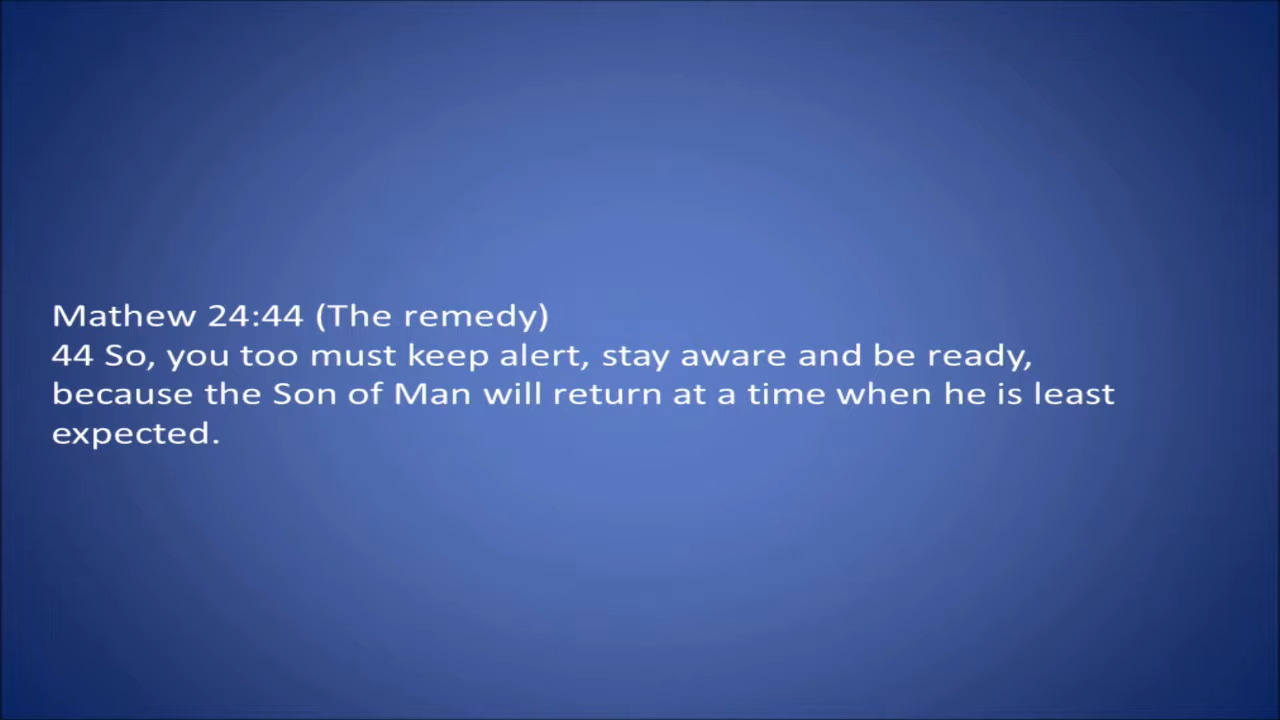 Mathew 24:44 (The remedy)
44 So, you too must keep alert, stay aware and be ready,
because the Son of Man will return at a time when he is least
expected.